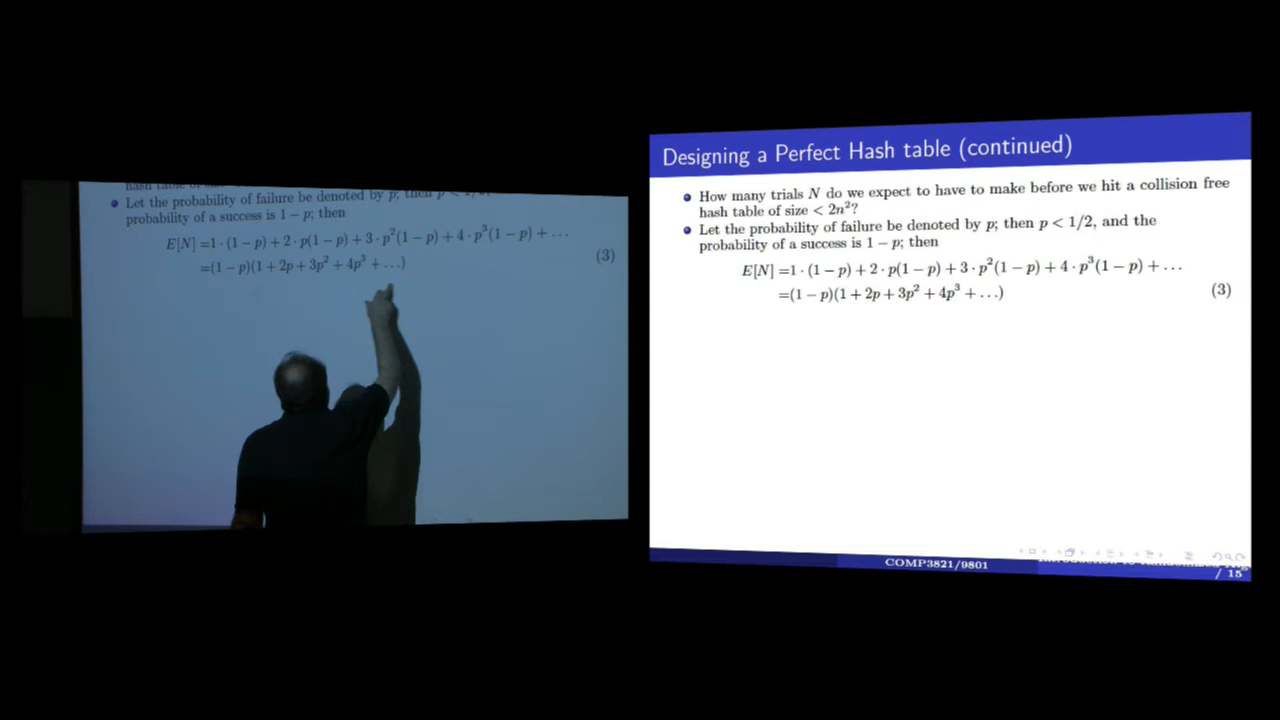 hash table of
Let the probability of failure be denoted by p; then p <
probability of a success is 1 − p; then
E[N] =1 · (1 − p) + 2 · p(1 − p) + 3 · p²(1 − p) + 4 · p³(1 − p) + …
=(1 − p)(1 + 2p + 3p² + 4p³ + …) (3)
Designing a Perfect Hash table (continued)
How many trials N do we expect to have to make before we hit a collision free
hash table of size < 2n²?
Let the probability of failure be denoted by p; then p < 1/2, and the
probability of a success is 1 − p; then
E[N] =1 · (1 − p) + 2 · p(1 − p) + 3 · p²(1 − p) + 4 · p³(1 − p) + …
=(1 − p)(1 + 2p + 3p² + 4p³ + …) (3)
COMP3821/9801
/ 15